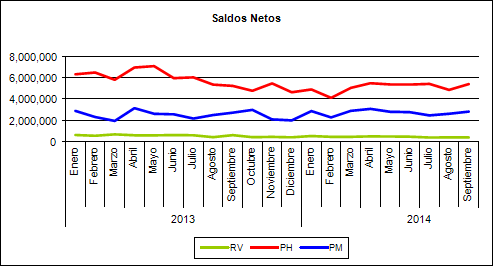 Saldos Netos
8,000,000
6,000,000
4,000,000
2,000,000
0
Enero
Febrero
Marzo
Abril
Mayo
Junio
Julio
Agosto
Septiembre
Octubre
Noviembre
Diciembre
Enero
Febrero
Marzo
Abril
Mayo
Junio
Julio
Agosto
Septiembre
2013 2014
RV PH PM